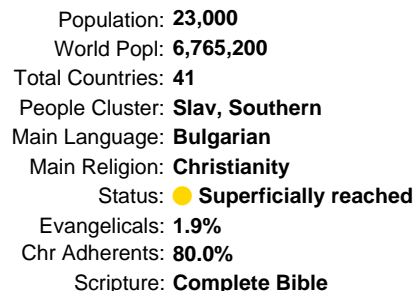 Population: 23,000
World Popl: 6,765,200
Total Countries: 41
People Cluster: Slav, Southern
Main Language: Bulgarian
Main Religion: Christianity
Status: Superficially reached
Evangelicals: 1.9%
Chr Adherents: 80.0%
Scripture: Complete Bible